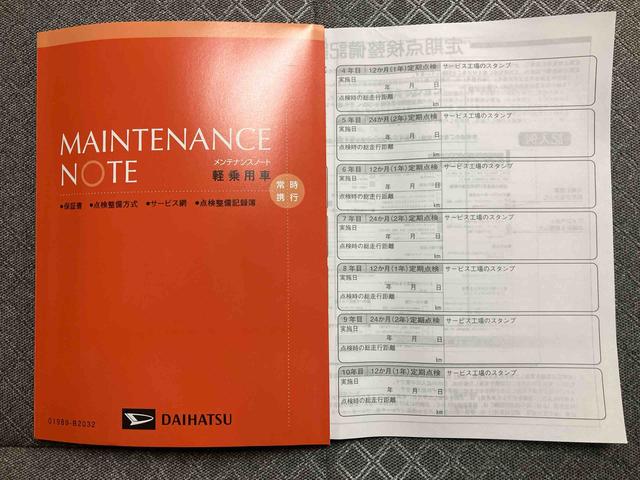 MAINTENANCE
NOTE
メンテナンスノート
軽乗用車
常時
携行
●保証書 ●点検整備方式 ●サービス網 ●点検整備記録簿
01989-B2032
DAIHATSU
4年目 12か月(1年)定期点検 サービス工場のスタンプ
実施日
年 月 日
点検時の総走行距離
km
5年目 24か月(2年)定期点検 サービス工場のスタンプ
実施日
年 月 日
点検時の総走行距離
km
6年目 12か月(1年)定期点検 サービス工場のスタンプ
実施日
年 月 日
点検時の総走行距離
km
7年目 24か月(2年)定期点検 サービス工場のスタンプ
実施日
年 月 日
点検時の総走行距離
km
8年目 12か月(1年)定期点検 サービス工場のスタンプ
実施日
年 月 日
点検時の総走行距離
km
9年目 24か月(2年)定期点検 サービス工場のスタンプ
実施日
年 月 日
点検時の総走行距離
km
10年目 12か月(1年)定期点検 サービス工場のスタンプ
実施日
年 月 日
点検時の総走行距離
km